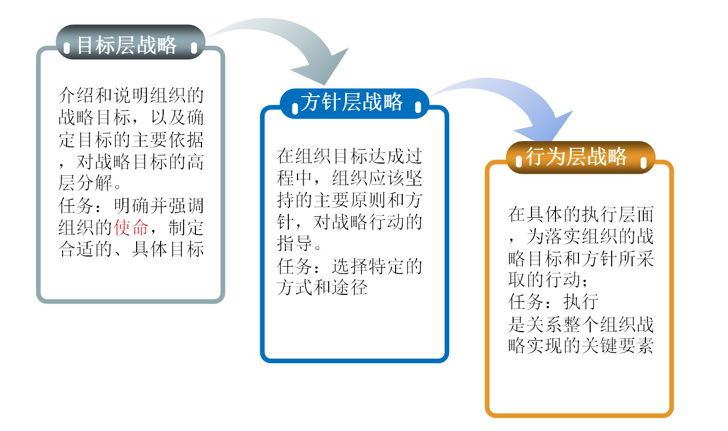 目标层战略
介绍和说明组织的
战略目标，以及确
定目标的主要依据
，对战略目标的高
层分解。
任务：明确并强调
组织的使命，制定
合适的、具体目标
方针层战略
在组织目标达成过
程中，组织应该坚
持的主要原则和方
针，对战略行动的
指导。
任务：选择特定的
方式和途径
行为层战略
在具体的执行层面
，为落实组织的战
略目标和方针所采
取的行动；
任务：执行
是关系整个组织战
略实现的关键要素